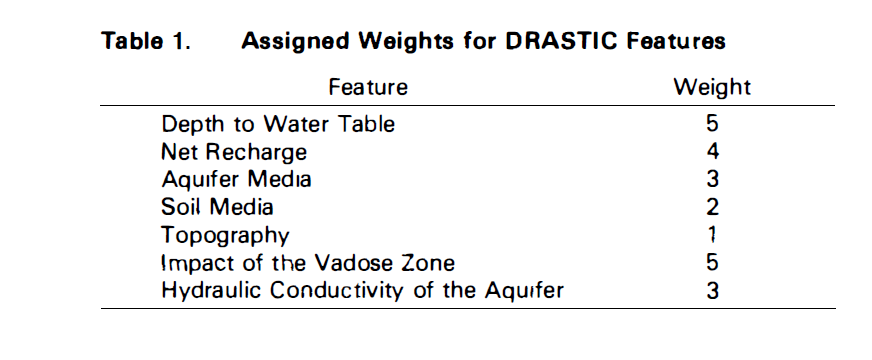 Table 1. Assigned Weights for DRASTIC Features
Feature Weight
Depth to Water Table 5
Net Recharge 4
Aquifer Media 3
Soil Media 2
Topography 1
Impact of the Vadose Zone 5
Hydraulic Conductivity of the Aquifer 3